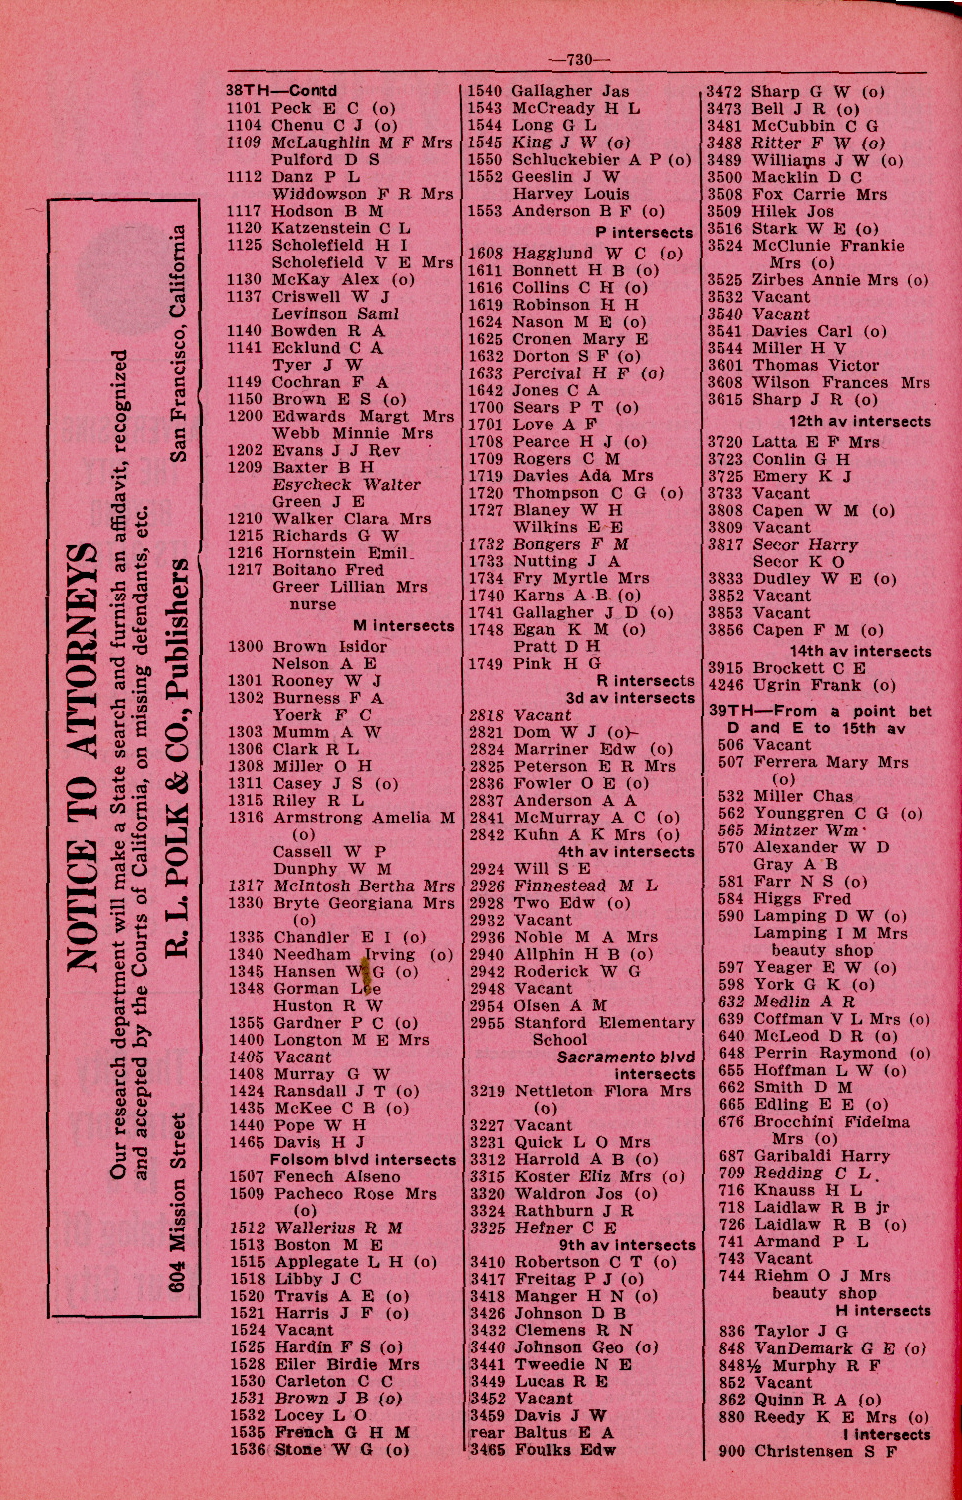 —730—
NOTICE TO ATTORNEYS
Our research department will make a State search and furnish an affidavit, recognized
and accepted by the Courts of California, on missing defendants, etc.
R. L. POLK & CO., Publishers
604 Mission Street San Francisco, California
38TH—Contd
1101 Peck E C (o)
1104 Chenu C J (o)
1109 McLaughlin M F Mrs
Pulford D S
1112 Danz P L
Widdowson F R Mrs
1117 Hodson B M
1120 Katzenstein C L
1125 Scholefield H I
Scholefield V E Mrs
1130 McKay Alex (o)
1137 Criswell W J
Levinson Saml
1140 Bowden R A
1141 Ecklund C A
Tyer J W
1149 Cochran F A
1150 Brown E S (o)
1200 Edwards Margt Mrs
Webb Minnie Mrs
1202 Evans J J Rev
1209 Baxter B H
Esycheck Walter
Green J E
1210 Walker Clara Mrs
1215 Richards G W
1216 Hornstein Emil
1217 Boitano Fred
Greer Lillian Mrs
nurse
M intersects
1300 Brown Isidor
Nelson A E
1301 Rooney W J
1302 Burness F A
Yoerk F C
1303 Mumm A W
1306 Clark R L
1308 Miller O H
1311 Casey J S (o)
1315 Riley R L
1316 Armstrong Amelia M
(o)
Cassell W P
Dunphy W M
1317 McIntosh Bertha Mrs
1330 Bryte Georgiana Mrs
(o)
1335 Chandler E I (o)
1340 Needham Irving (o)
1345 Hansen W G (o)
1348 Gorman Lee
Huston R W
1355 Gardner P C (o)
1400 Longton M E Mrs
1405 Vacant
1408 Murray G W
1424 Ransdall J T (o)
1435 McKee C B (o)
1440 Pope W H
1465 Davis H J
Folsom blvd intersects
1507 Fenech Alseno
1509 Pacheco Rose Mrs
(o)
1512 Wallerius R M
1513 Boston M E
1515 Applegate L H (o)
1518 Libby J C
1520 Travis A E (o)
1521 Harris J F (o)
1524 Vacant
1525 Hardin F S (o)
1528 Eiler Birdie Mrs
1530 Carleton C C
1531 Brown J B (o)
1532 Locey L O
1535 French G H M
1536 Stone W G (o)
1540 Gallagher Jas
1543 McCready H L
1544 Long G L
1545 King J W (o)
1550 Schluckebier A P (o)
1552 Geeslin J W
Harvey Louis
1553 Anderson B F (o)
P intersects
1608 Hagglund W C (o)
1611 Bonnett H B (o)
1616 Collins C H (o)
1619 Robinson H H
1624 Nason M E (o)
1625 Cronen Mary E
1632 Dorton S F (o)
1633 Percival H F (o)
1642 Jones C A
1700 Sears P T (o)
1701 Love A F
1708 Pearce H J (o)
1709 Rogers C M
1719 Davies Ada Mrs
1720 Thompson C G (o)
1727 Blaney W H
Wilkins E E
1732 Bongers F M
1733 Nutting J A
1734 Fry Myrtle Mrs
1740 Karns A B (o)
1741 Gallagher J D (o)
1748 Egan K M (o)
Pratt D H
1749 Pink H G
R intersects
3d av intersects
2818 Vacant
2821 Dom W J (o)
2824 Marriner Edw (o)
2825 Peterson E R Mrs
2836 Fowler O E (o)
2837 Anderson A A
2841 McMurray A C (o)
2842 Kuhn A K Mrs (o)
4th av intersects
2924 Will S E
2926 Finnestead M L
2928 Two Edw (o)
2932 Vacant
2936 Noble M A Mrs
2940 Allphin H B (o)
2942 Roderick W G
2948 Vacant
2954 Olsen A M
2955 Stanford Elementary
School
Sacramento blvd
intersects
3219 Nettleton Flora Mrs
(o)
3227 Vacant
3231 Quick L O Mrs
3312 Harrold A B (o)
3315 Koster Eliz Mrs (o)
3320 Waldron Jos (o)
3324 Rathburn J R
3325 Hefner C E
9th av intersects
3410 Robertson C T (o)
3417 Freitag P J (o)
3418 Manger H N (o)
3426 Johnson D B
3432 Clemens R N
3440 Johnson Geo (o)
3441 Tweedie N E
3449 Lucas R E
3452 Vacant
3459 Davis J W
rear Baltus E A
3465 Foulks Edw
3472 Sharp G W (o)
3473 Bell J R (o)
3481 McCubbin C G
3488 Ritter F W (o)
3489 Williams J W (o)
3500 Macklin D C
3508 Fox Carrie Mrs
3509 Hilek Jos
3516 Stark W E (o)
3524 McClunie Frankie
Mrs (o)
3525 Zirbes Annie Mrs (o)
3532 Vacant
3540 Vacant
3541 Davies Carl (o)
3544 Miller H V
3601 Thomas Victor
3608 Wilson Frances Mrs
3615 Sharp J R (o)
12th av intersects
3720 Latta E F Mrs
3723 Conlin G H
3725 Emery K J
3733 Vacant
3808 Capen W M (o)
3809 Vacant
3817 Secor Harry
Secor K O
3833 Dudley W E (o)
3852 Vacant
3853 Vacant
3856 Capen F M (o)
14th av intersects
3915 Brockett C E
4246 Ugrin Frank (o)
39TH—From a point bet
D and E to 15th av
506 Vacant
507 Ferrera Mary Mrs
(o)
532 Miller Chas
562 Younggren C G (o)
565 Mintzer Wm
570 Alexander W D
Gray A B
581 Farr N S (o)
584 Higgs Fred
590 Lamping D W (o)
Lamping I M Mrs
beauty shop
597 Yeager E W (o)
598 York G K (o)
632 Medlin A R
639 Coffman V L Mrs (o)
640 McLeod D R (o)
648 Perrin Raymond (o)
655 Hoffman L W (o)
662 Smith D M
665 Edling E E (o)
676 Brocchini Fidelma
Mrs (o)
687 Garibaldi Harry
709 Redding C L
716 Knauss H L
718 Laidlaw R B jr
726 Laidlaw R B (o)
741 Armand P L
743 Vacant
744 Riehm O J Mrs
beauty shop
H intersects
836 Taylor J G
848 VanDemark G E (o)
848½ Murphy R F
852 Vacant
862 Quinn R A (o)
880 Reedy K E Mrs (o)
I intersects
900 Christensen S F